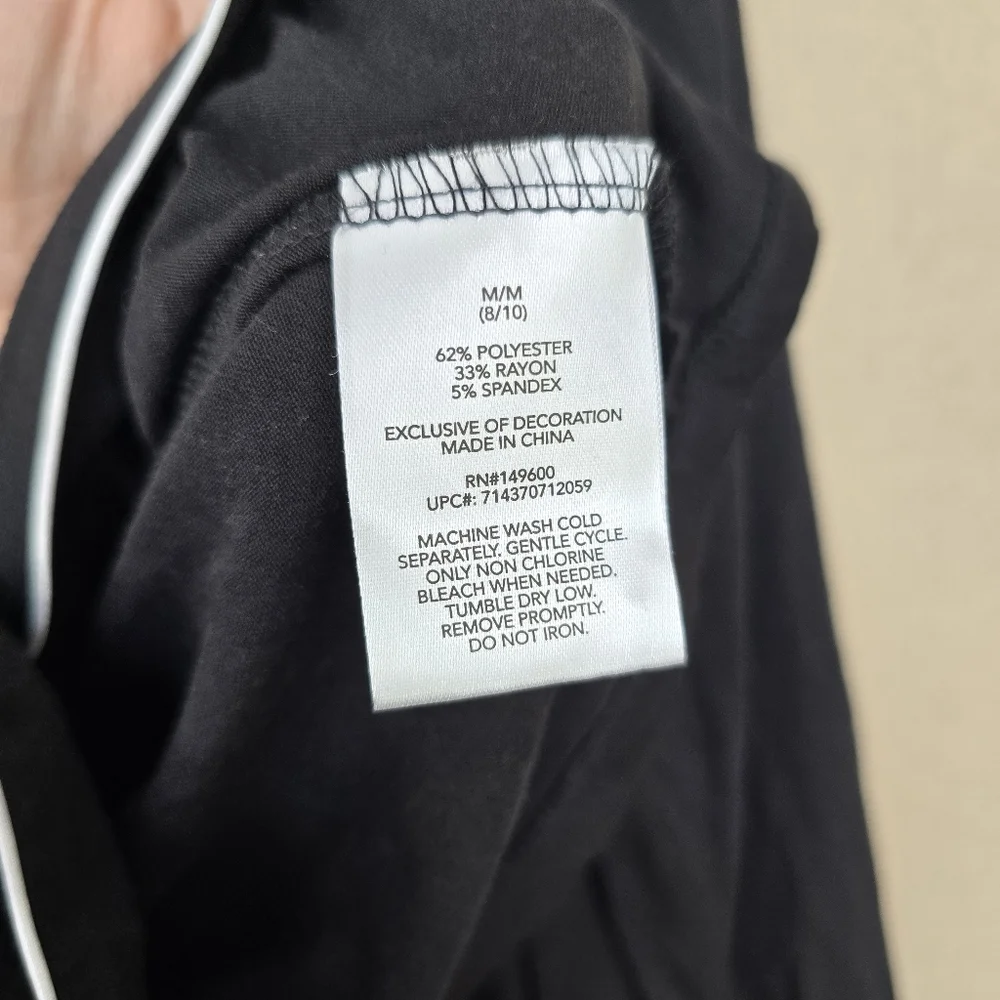 M/M
(8/10)
62% POLYESTER
33% RAYON
5% SPANDEX
EXCLUSIVE OF DECORATION
MADE IN CHINA
RN#149600
UPC#: 714370712059
MACHINE WASH COLD
SEPARATELY. GENTLE CYCLE.
ONLY NON CHLORINE
BLEACH WHEN NEEDED.
TUMBLE DRY LOW.
REMOVE PROMPTLY.
DO NOT IRON.